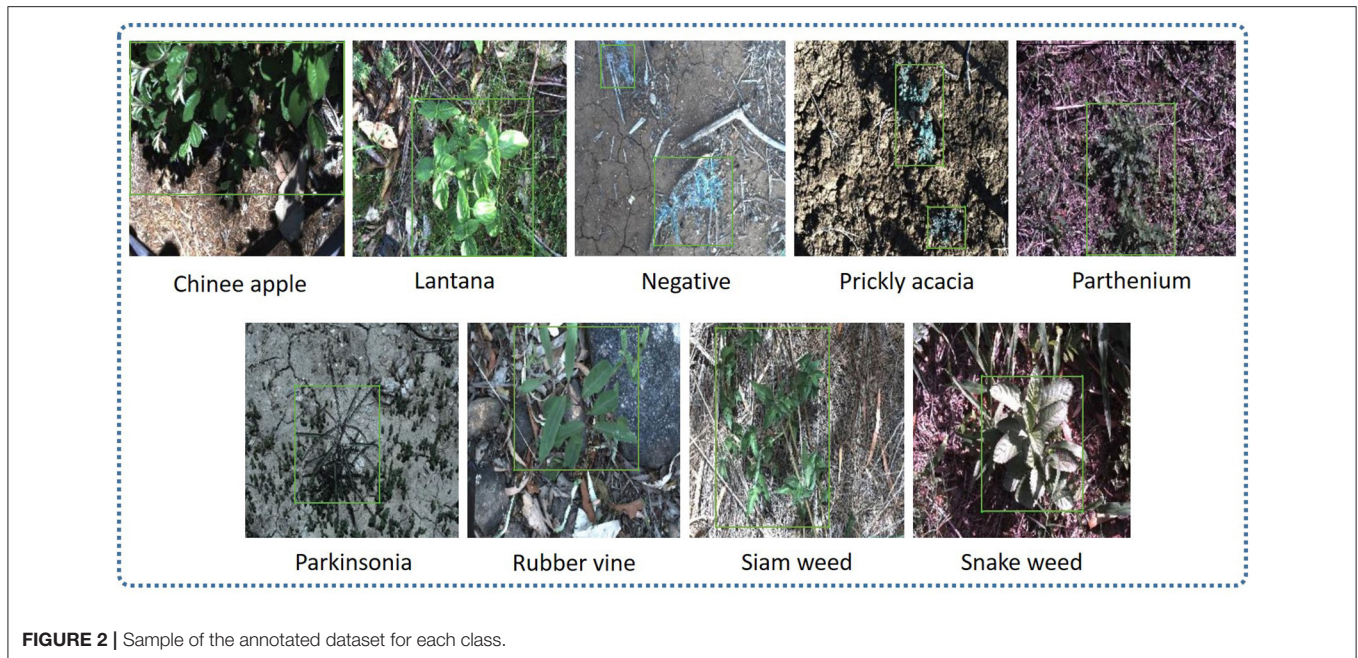 Chinee apple
Lantana
Negative
Prickly acacia
Parthenium
Parkinsonia
Rubber vine
Siam weed
Snake weed
FIGURE 2 | Sample of the annotated dataset for each class.